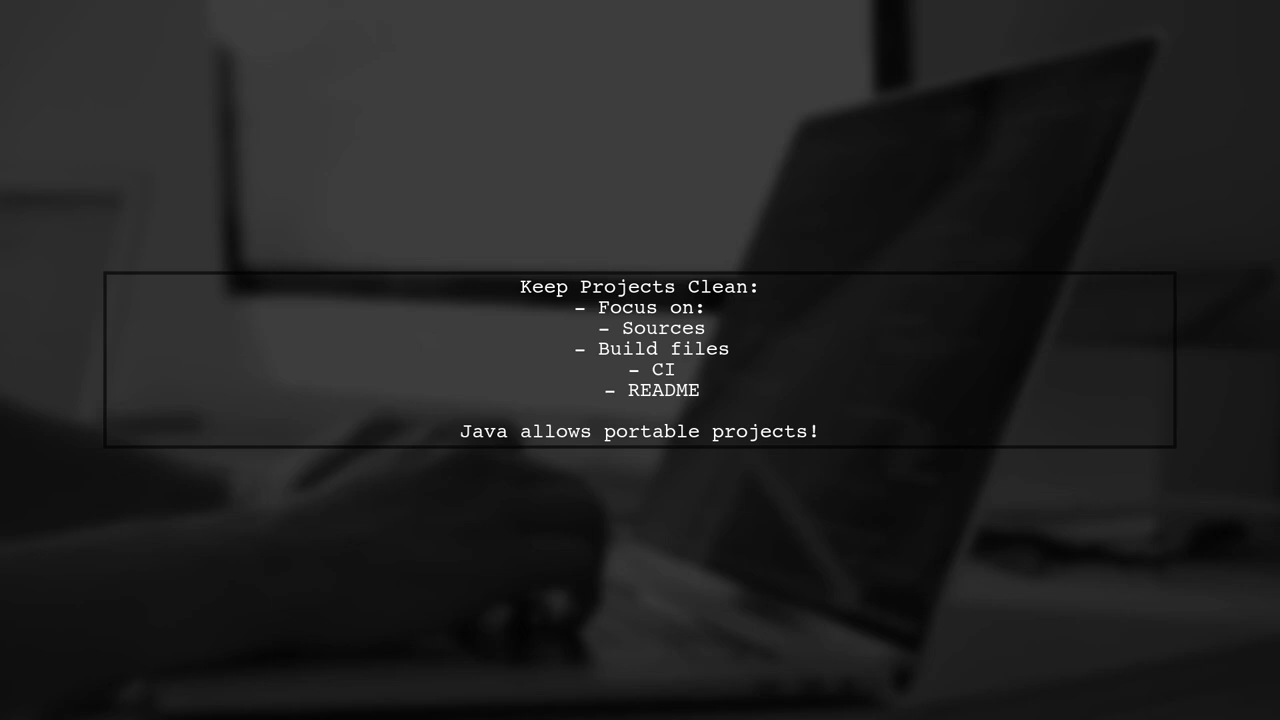 Keep Projects Clean:
- Focus on:
- Sources
- Build files
- CI
- README
Java allows portable projects!